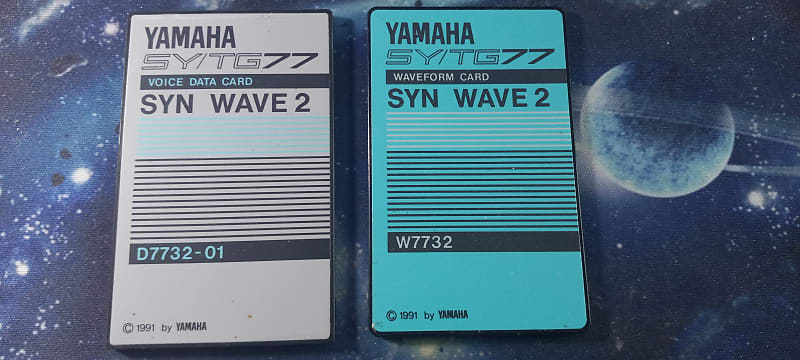 YAMAHA
SY/TG77
VOICE DATA CARD
SYN WAVE 2
D7732-01
© 1991 by YAMAHA
YAMAHA
SY/TG77
WAVEFORM CARD
SYN WAVE 2
W7732
© 1991 by YAMAHA